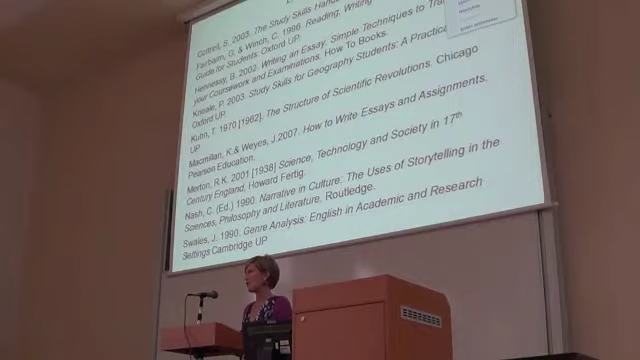 Cottrell, S. 2003. The Study Skills Hand
Fairbairn, G. & Winch, C. 1996. Reading, Writing
Guide for Students. Oxford UP.
Hennessy, B. 2002. Writing an Essay. Simple Techniques to Tra
your Coursework and Examinations. How To Books.
Kneale, P. 2003. Study Skills for Geography Students: A Practica
Oxford UP.
Kuhn, T. 1970 [1962]. The Structure of Scientific Revolutions. Chicago
UP
Macmillan, K.& Weyes, J.2007. How to Write Essays and Assignments.
Pearson Education.
Merton, R.K. 2001 [1938] Science, Technology and Society in 17th
Century England, Howard Fertig.
Nash, C. (Ed.) 1990. Narrative in Culture: The Uses of Storytelling in the
Sciences, Philosophy and Literature. Routledge.
Swales, J. 1990. Genre Analysis: English in Academic and Research
Settings Cambridge UP